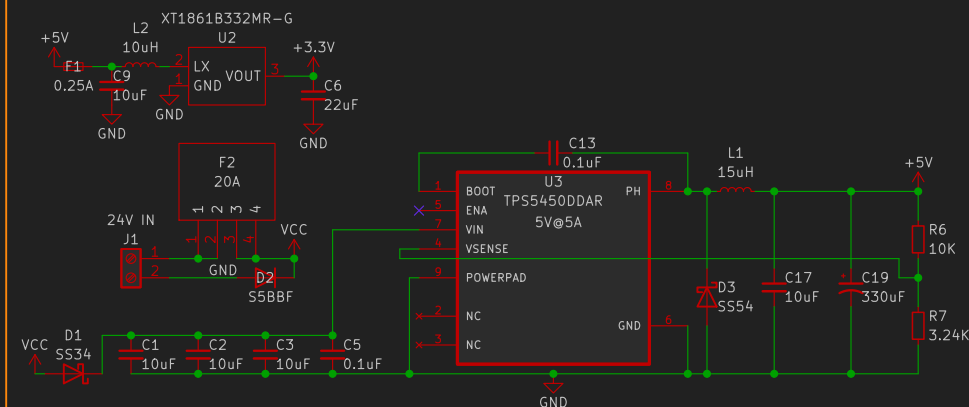 XT1861B332MR-G
U2
+5V
L2
10uH
+3.3V
F1
0.25A
C9
10uF
2
LX
1
GND
VOUT
3
C6
22uF
GND
GND
GND
F2
20A
1 2 3 4
1 2 3 4
24V IN
J1
1
2
GND
VCC
D2
S5BBF
C13
0.1uF
U3
TPS5450DDAR
5V@5A
1
BOOT
5
ENA
7
VIN
4
VSENSE
9
POWERPAD
2
NC
3
NC
PH
8
GND
6
L1
15uH
+5V
R6
10K
D3
SS54
C17
10uF
C19
330uF
R7
3.24K
VCC
D1
SS34
C1
10uF
C2
10uF
C3
10uF
C5
0.1uF
GND